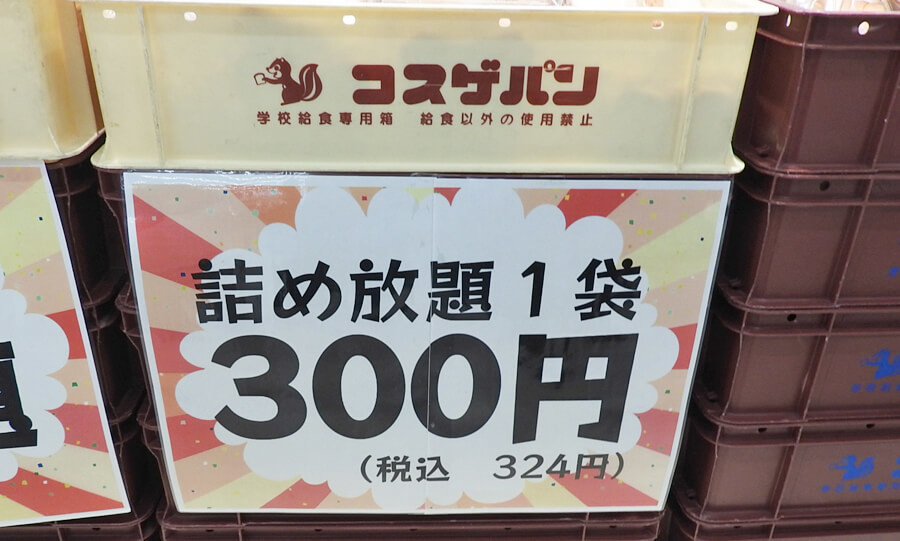 コスゲパン
学校給食専用箱　給食以外の使用禁止
詰め放題1袋
300円
(税込　324円)